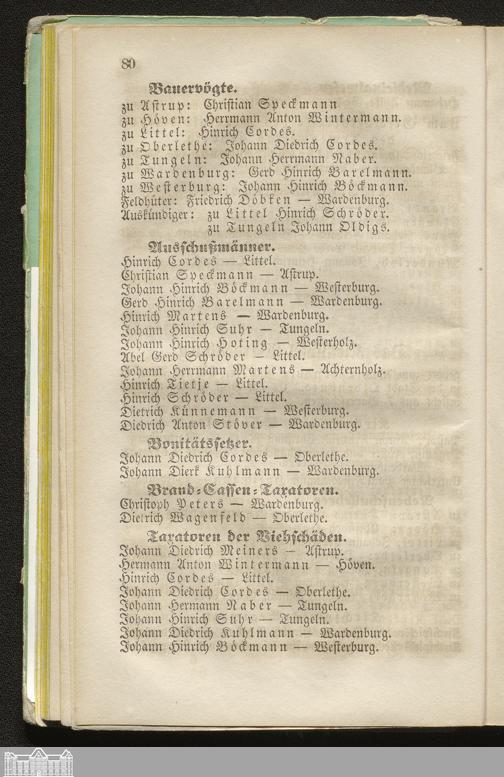 80
Bauervögte.
zu Astrup: Christian Speckmann
zu Höven: Herrmann Anton Wintermann.
zu Littel: Hinrich Cordes.
zu Oberlethe: Johann Diedrich Cordes.
zu Tungeln: Johann Herrmann Naber.
zu Wardenburg: Gerd Hinrich Barelmann.
zu Westerburg: Johann Hinrich Böckmann.
Feldhüter: Friedrich Döbken — Wardenburg.
Auskündiger: zu Littel Hinrich Schröder.
zu Tungeln Johann Oldigs.
Ausschußmänner.
Hinrich Cordes — Littel.
Christian Speckmann — Astrup.
Johann Hinrich Böckmann — Westerburg.
Gerd Hinrich Barelmann — Wardenburg.
Hinrich Martens — Wardenburg.
Johann Hinrich Suhr — Tungeln.
Johann Hinrich Hoting — Westerholz.
Abel Gerd Schröder — Littel.
Johann Herrmann Martens — Achternholz.
Hinrich Tietje — Littel.
Hinrich Schröder — Littel.
Dietrich Künnemann — Westerburg.
Diedrich Anton Stöver — Wardenburg.
Bonitätssetzer.
Johann Diedrich Cordes — Oberlethe.
Johann Dierk Kuhlmann — Wardenburg.
Brand-Cassen-Taxatoren.
Christoph Peters — Wardenburg.
Dietrich Wagenfeld — Oberlethe.
Taxatoren der Viehschäden.
Johann Diedrich Meiners — Astrup.
Hermann Anton Wintermann — Höven.
Hinrich Cordes — Littel.
Johann Diedrich Cordes — Oberlethe.
Johann Hermann Naber — Tungeln.
Johann Hinrich Suhr — Tungeln.
Johann Diedrich Kuhlmann — Wardenburg.
Johann Hinrich Böckmann — Westerburg.